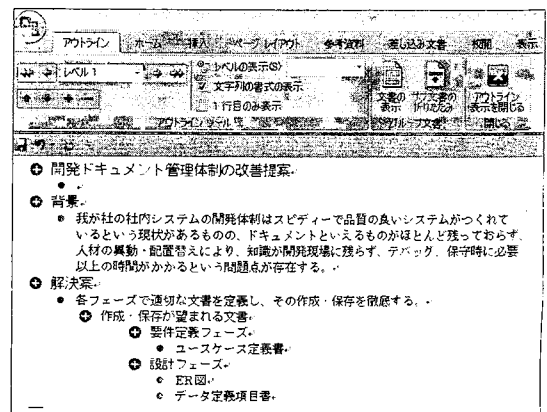 アウトライン ホーム 挿入 ページ レイアウト 参考資料 差し込み文書 校閲 表示
レベル 1
レベルの表示(S)
文字列の書式の表示
1 行目のみ表示
文書の表示
サブ文書の折りたたみ
アウトライン表示を閉じる
アウトライン ツール
グループ文書
閉じる
開発ドキュメント管理体制の改善提案
背景
我が社の社内システムの開発体制はスピディーで品質の良いシステムがつくれて
いるという現状があるものの、ドキュメントといえるものがほとんど残っておらず、
人材の異動・配置替えにより、知識が開発現場に残らず、デバッグ、保守時に必要
以上の時間がかかるという問題点が存在する。
解決案
各フェーズで適切な文書を定義し、その作成・保存を徹底する。
作成・保存が望まれる文書
要件定義フェーズ
ユースケース定義書
設計フェーズ
ER図
データ定義項目書